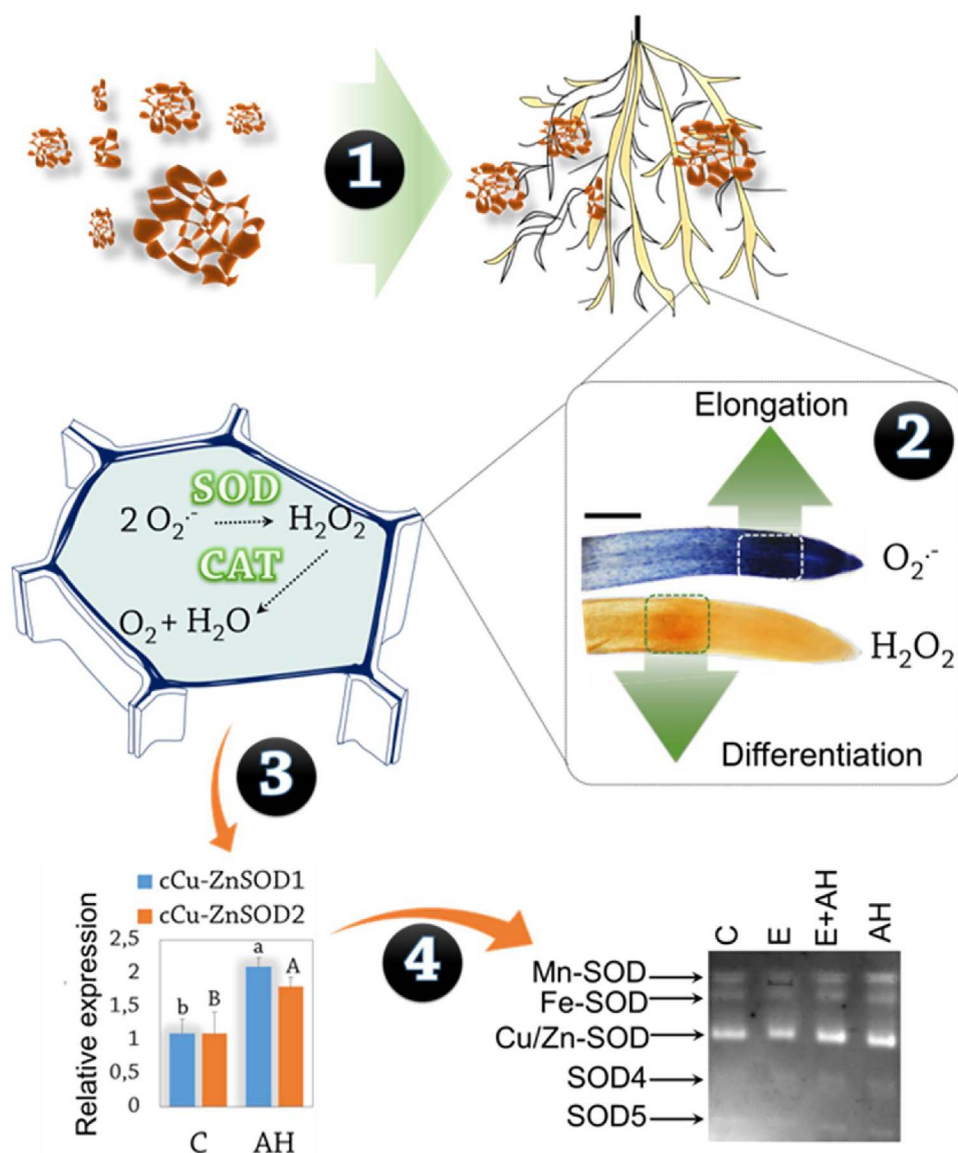 1
Elongation
2
O₂·⁻
H₂O₂
Differentiation
SOD
2 O₂·⁻ H₂O₂
CAT
O₂ + H₂O
3
cCu-ZnSOD1
cCu-ZnSOD2
Relative expression
2,5
2
1,5
1
0,5
0
b B a A
C AH
4
C E E+AH AH
Mn-SOD
Fe-SOD
Cu/Zn-SOD
SOD4
SOD5